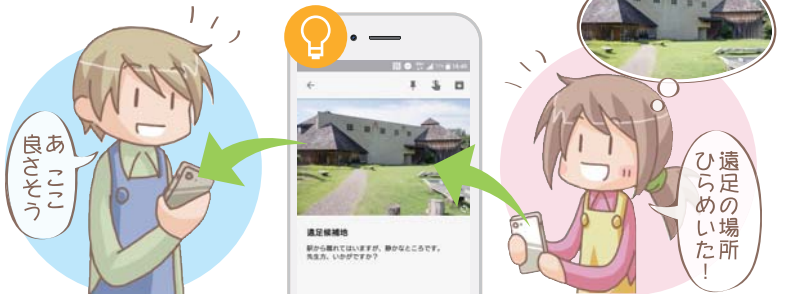 遠足の場所
ひらめいた！
遠足候補地
駅から離れてはいますが、静かなところです。
先生方、いかがですか？
あ ここ
良さそう